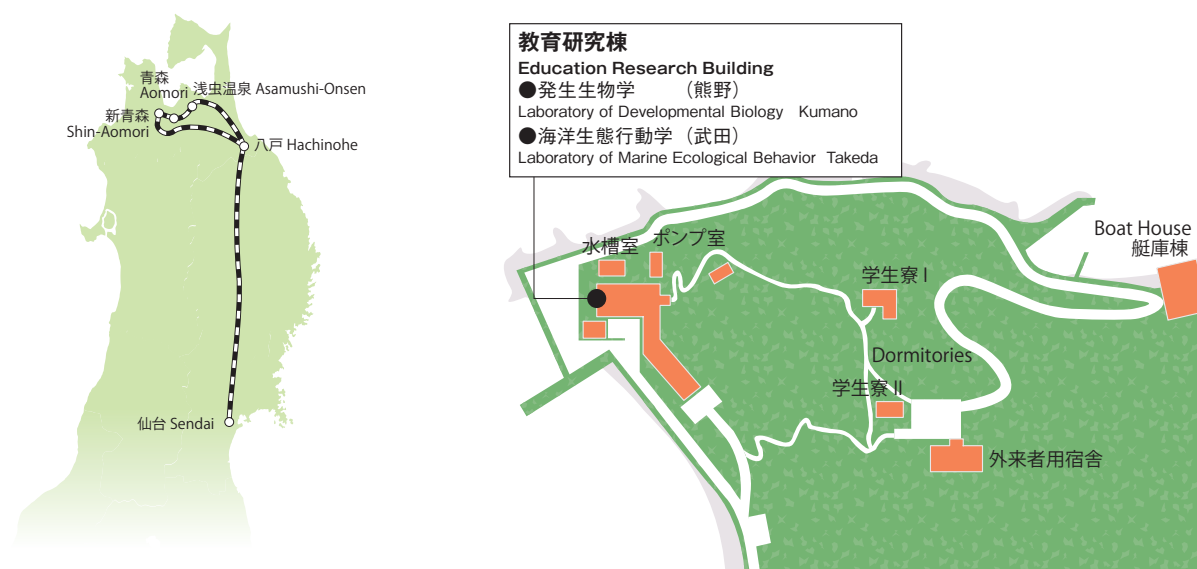 青森
Aomori
浅虫温泉 Asamushi-Onsen
新青森
Shin-Aomori
八戸 Hachinohe
仙台 Sendai
教育研究棟
Education Research Building
●発生生物学 （熊野）
Laboratory of Developmental Biology Kumano
●海洋生態行動学（武田）
Laboratory of Marine Ecological Behavior Takeda
水槽室
ポンプ室
Boat House
艇庫棟
学生寮 I
Dormitories
学生寮 II
外来者用宿舎